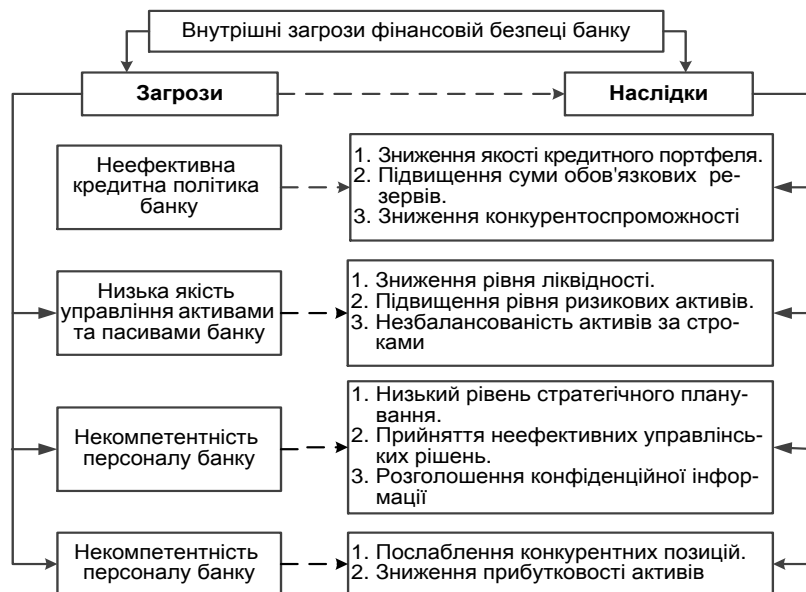 Внутрішні загрози фінансовій безпеці банку
Загрози
Наслідки
Неефективна
кредитна політика
банку
1. Зниження якості кредитного портфеля.
2. Підвищення суми обов'язкових ре-
зервів.
3. Зниження конкурентоспроможності
Низька якість
управління активами
та пасивами банку
1. Зниження рівня ліквідності.
2. Підвищення рівня ризикових активів.
3. Незбалансованість активів за стро-
ками
Некомпетентність
персоналу банку
1. Низький рівень стратегічного плану-
вання.
2. Прийняття неефективних управлінсь-
ких рішень.
3. Розголошення конфіденційної інфор-
мації
Некомпетентність
персоналу банку
1. Послаблення конкурентних позицій.
2. Зниження прибутковості активів